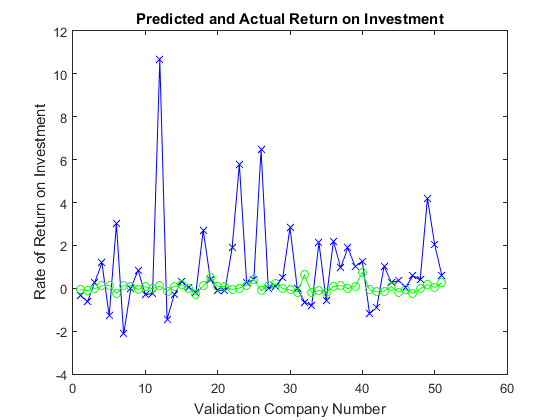 Predicted and Actual Return on Investment
12
10
8
6
4
2
0
-2
-4
Rate of Return on Investment
0 10 20 30 40 50 60
Validation Company Number